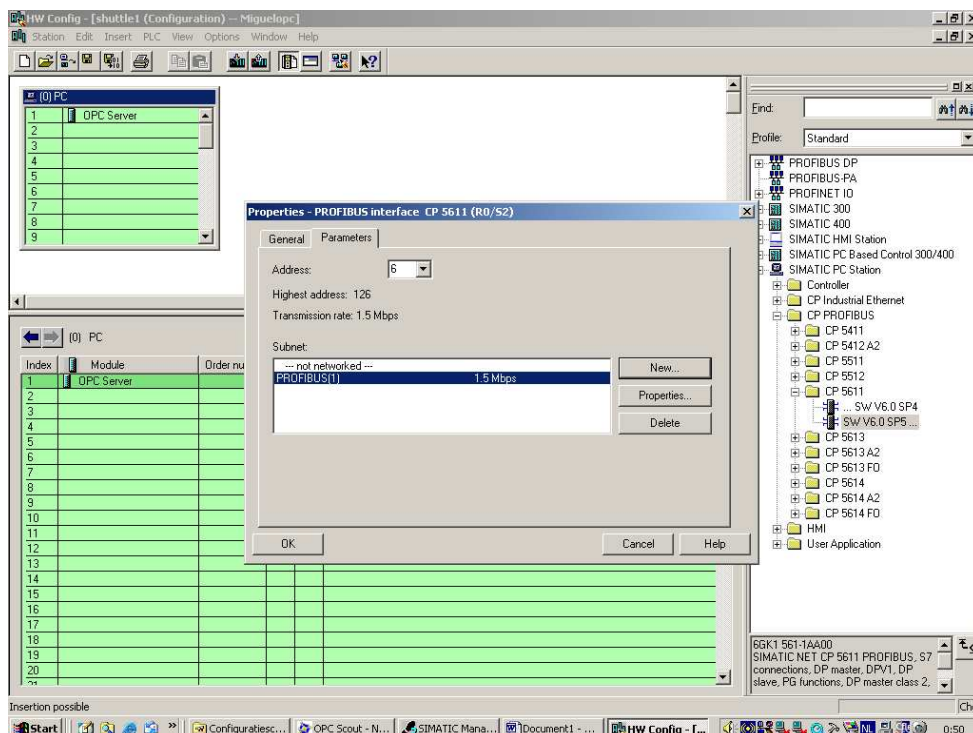 HW Config - [shuttle1 (Configuration) -- Miguelopc]
Station Edit Insert PLC View Options Window Help
(0) PC
1 OPC Server
2
3
4
5
6
7
8
9
Properties - PROFIBUS interface CP 5611 (R0/S2)
General Parameters
Address: 6
Highest address: 126
Transmission rate: 1.5 Mbps
Subnet:
--- not networked ---
PROFIBUS(1) 1.5 Mbps
New...
Properties...
Delete
OK Cancel Help
(0) PC
Index Module Order nu
1 OPC Server
2
3
4
5
6
7
8
9
10
11
12
13
14
15
16
17
18
19
20
21
Find:
Profile: Standard
PROFIBUS DP
PROFIBUS-PA
PROFINET IO
SIMATIC 300
SIMATIC 400
SIMATIC HMI Station
SIMATIC PC Based Control 300/400
SIMATIC PC Station
Controller
CP Industrial Ethernet
CP PROFIBUS
CP 5411
CP 5412 A2
CP 5511
CP 5512
CP 5611
... SW V6.0 SP4
SW V6.0 SP5 ...
CP 5613
CP 5613 A2
CP 5613 FO
CP 5614
CP 5614 A2
CP 5614 FO
HMI
User Application
6GK1 561-1AA00
SIMATIC NET CP 5611 PROFIBUS, S7
connections, DP master, DPV1, DP
slave, PG functions, DP master class 2,
Insertion possible
Ch
Start
Configuratiesc...
OPC Scout - N...
SIMATIC Mana...
Document1 - ...
HW Config - [...
NL
0:50